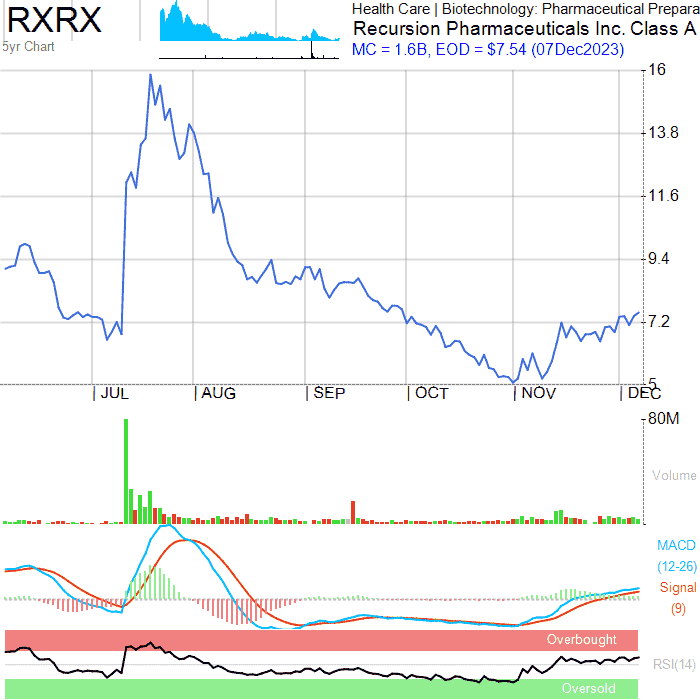 RXRX
5yr Chart
Health Care | Biotechnology: Pharmaceutical Prepara
Recursion Pharmaceuticals Inc. Class A
MC = 1.6B, EOD = $7.54 (07Dec2023)
16
13.8
11.6
9.4
7.2
5
JUL AUG SEP OCT NOV DEC
80M
Volume
MACD
(12-26)
Signal
(9)
Overbought
RSI(14)
Oversold